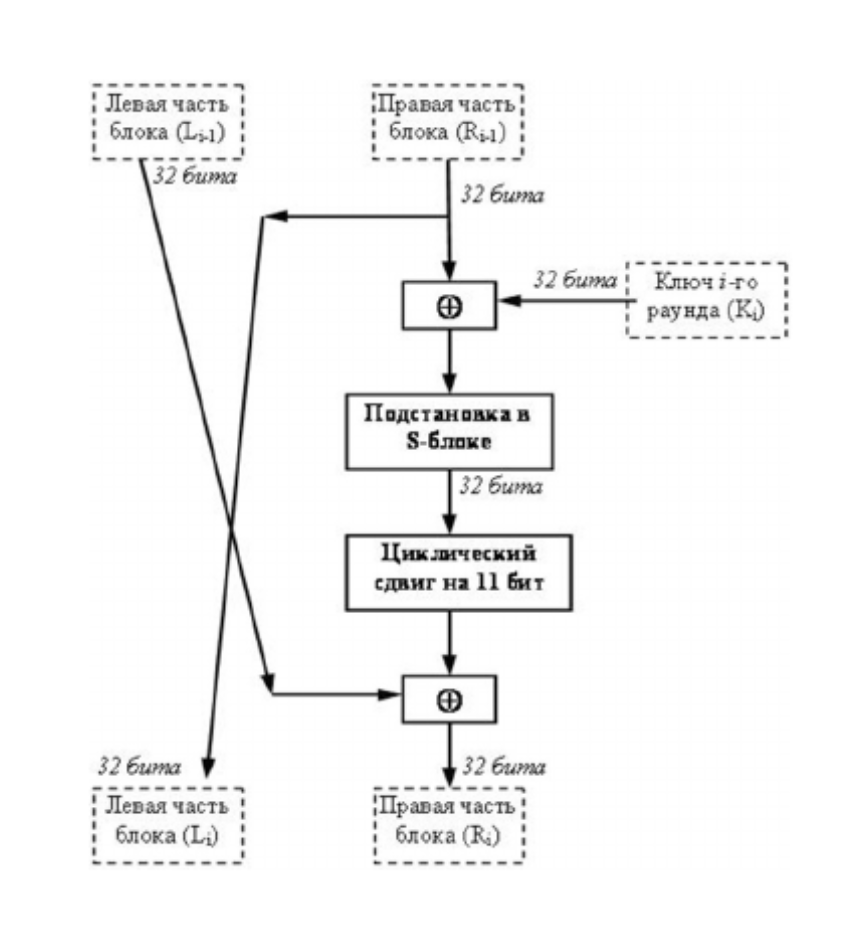 Левая часть
блока (Li-1)
Правая часть
блока (Ri-1)
32 бита
32 бита
32 бита
Ключ i-го
раунда (Ki)
⊕
Подстановка в
S-блоке
32 бита
Циклический
сдвиг на 11 бит
⊕
32 бита
32 бита
Левая часть
блока (Li)
Правая часть
блока (Ri)